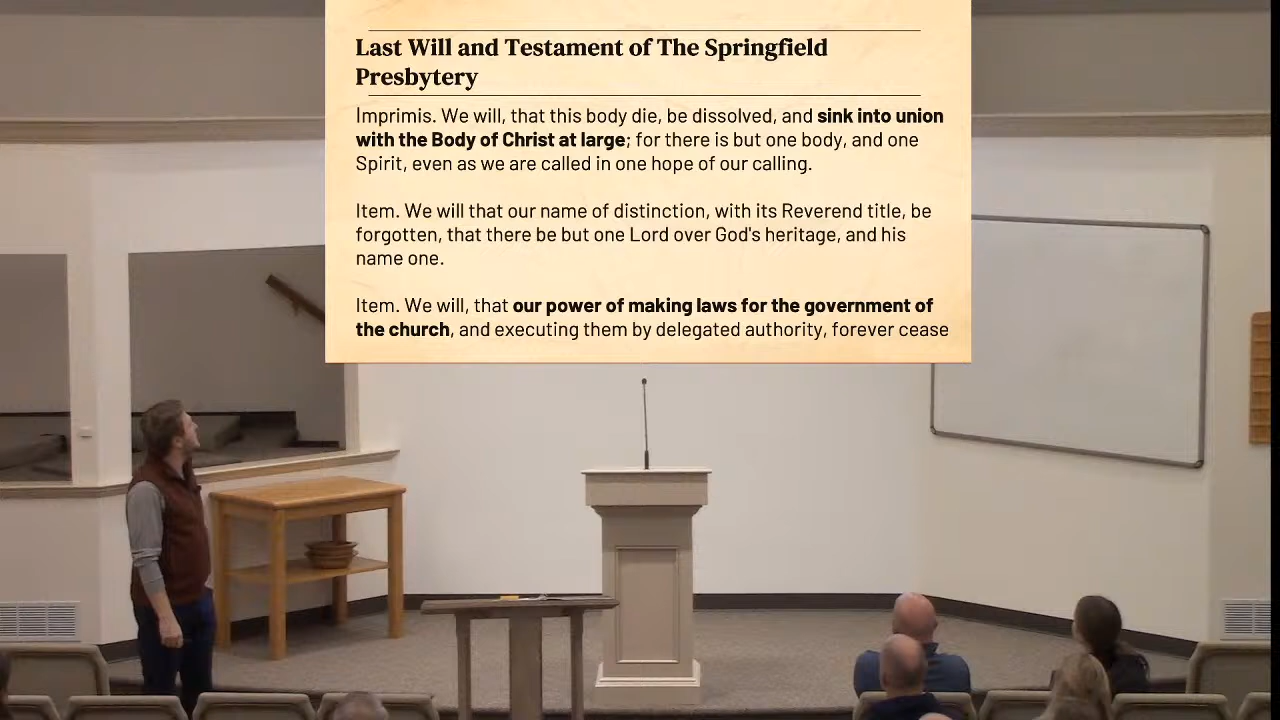 Last Will and Testament of The Springfield
Presbytery
Imprimis. We will, that this body die, be dissolved, and sink into union
with the Body of Christ at large; for there is but one body, and one
Spirit, even as we are called in one hope of our calling.
Item. We will that our name of distinction, with its Reverend title, be
forgotten, that there be but one Lord over God's heritage, and his
name one.
Item. We will, that our power of making laws for the government of
the church, and executing them by delegated authority, forever cease